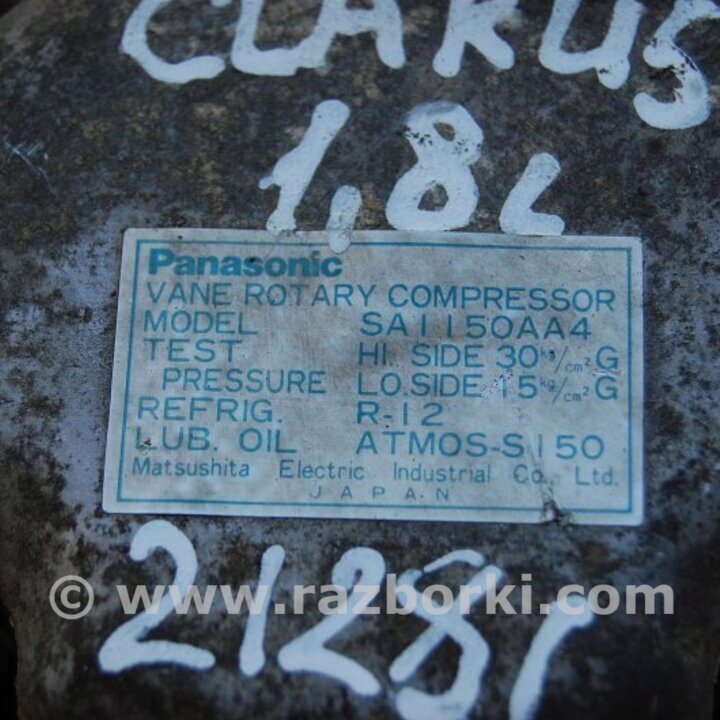 CLARUS
1,8L
Panasonic
VANE ROTARY COMPRESSOR
MODEL SA1150AA4
TEST HI. SIDE 30kg/cm²G
PRESSURE LO.SIDE 15kg/cm²G
REFRIG. R-12
LUB. OIL ATMOS-S150
Matsushita Electric Industrial Co., Ltd.
JAPAN
© www.razborki.com